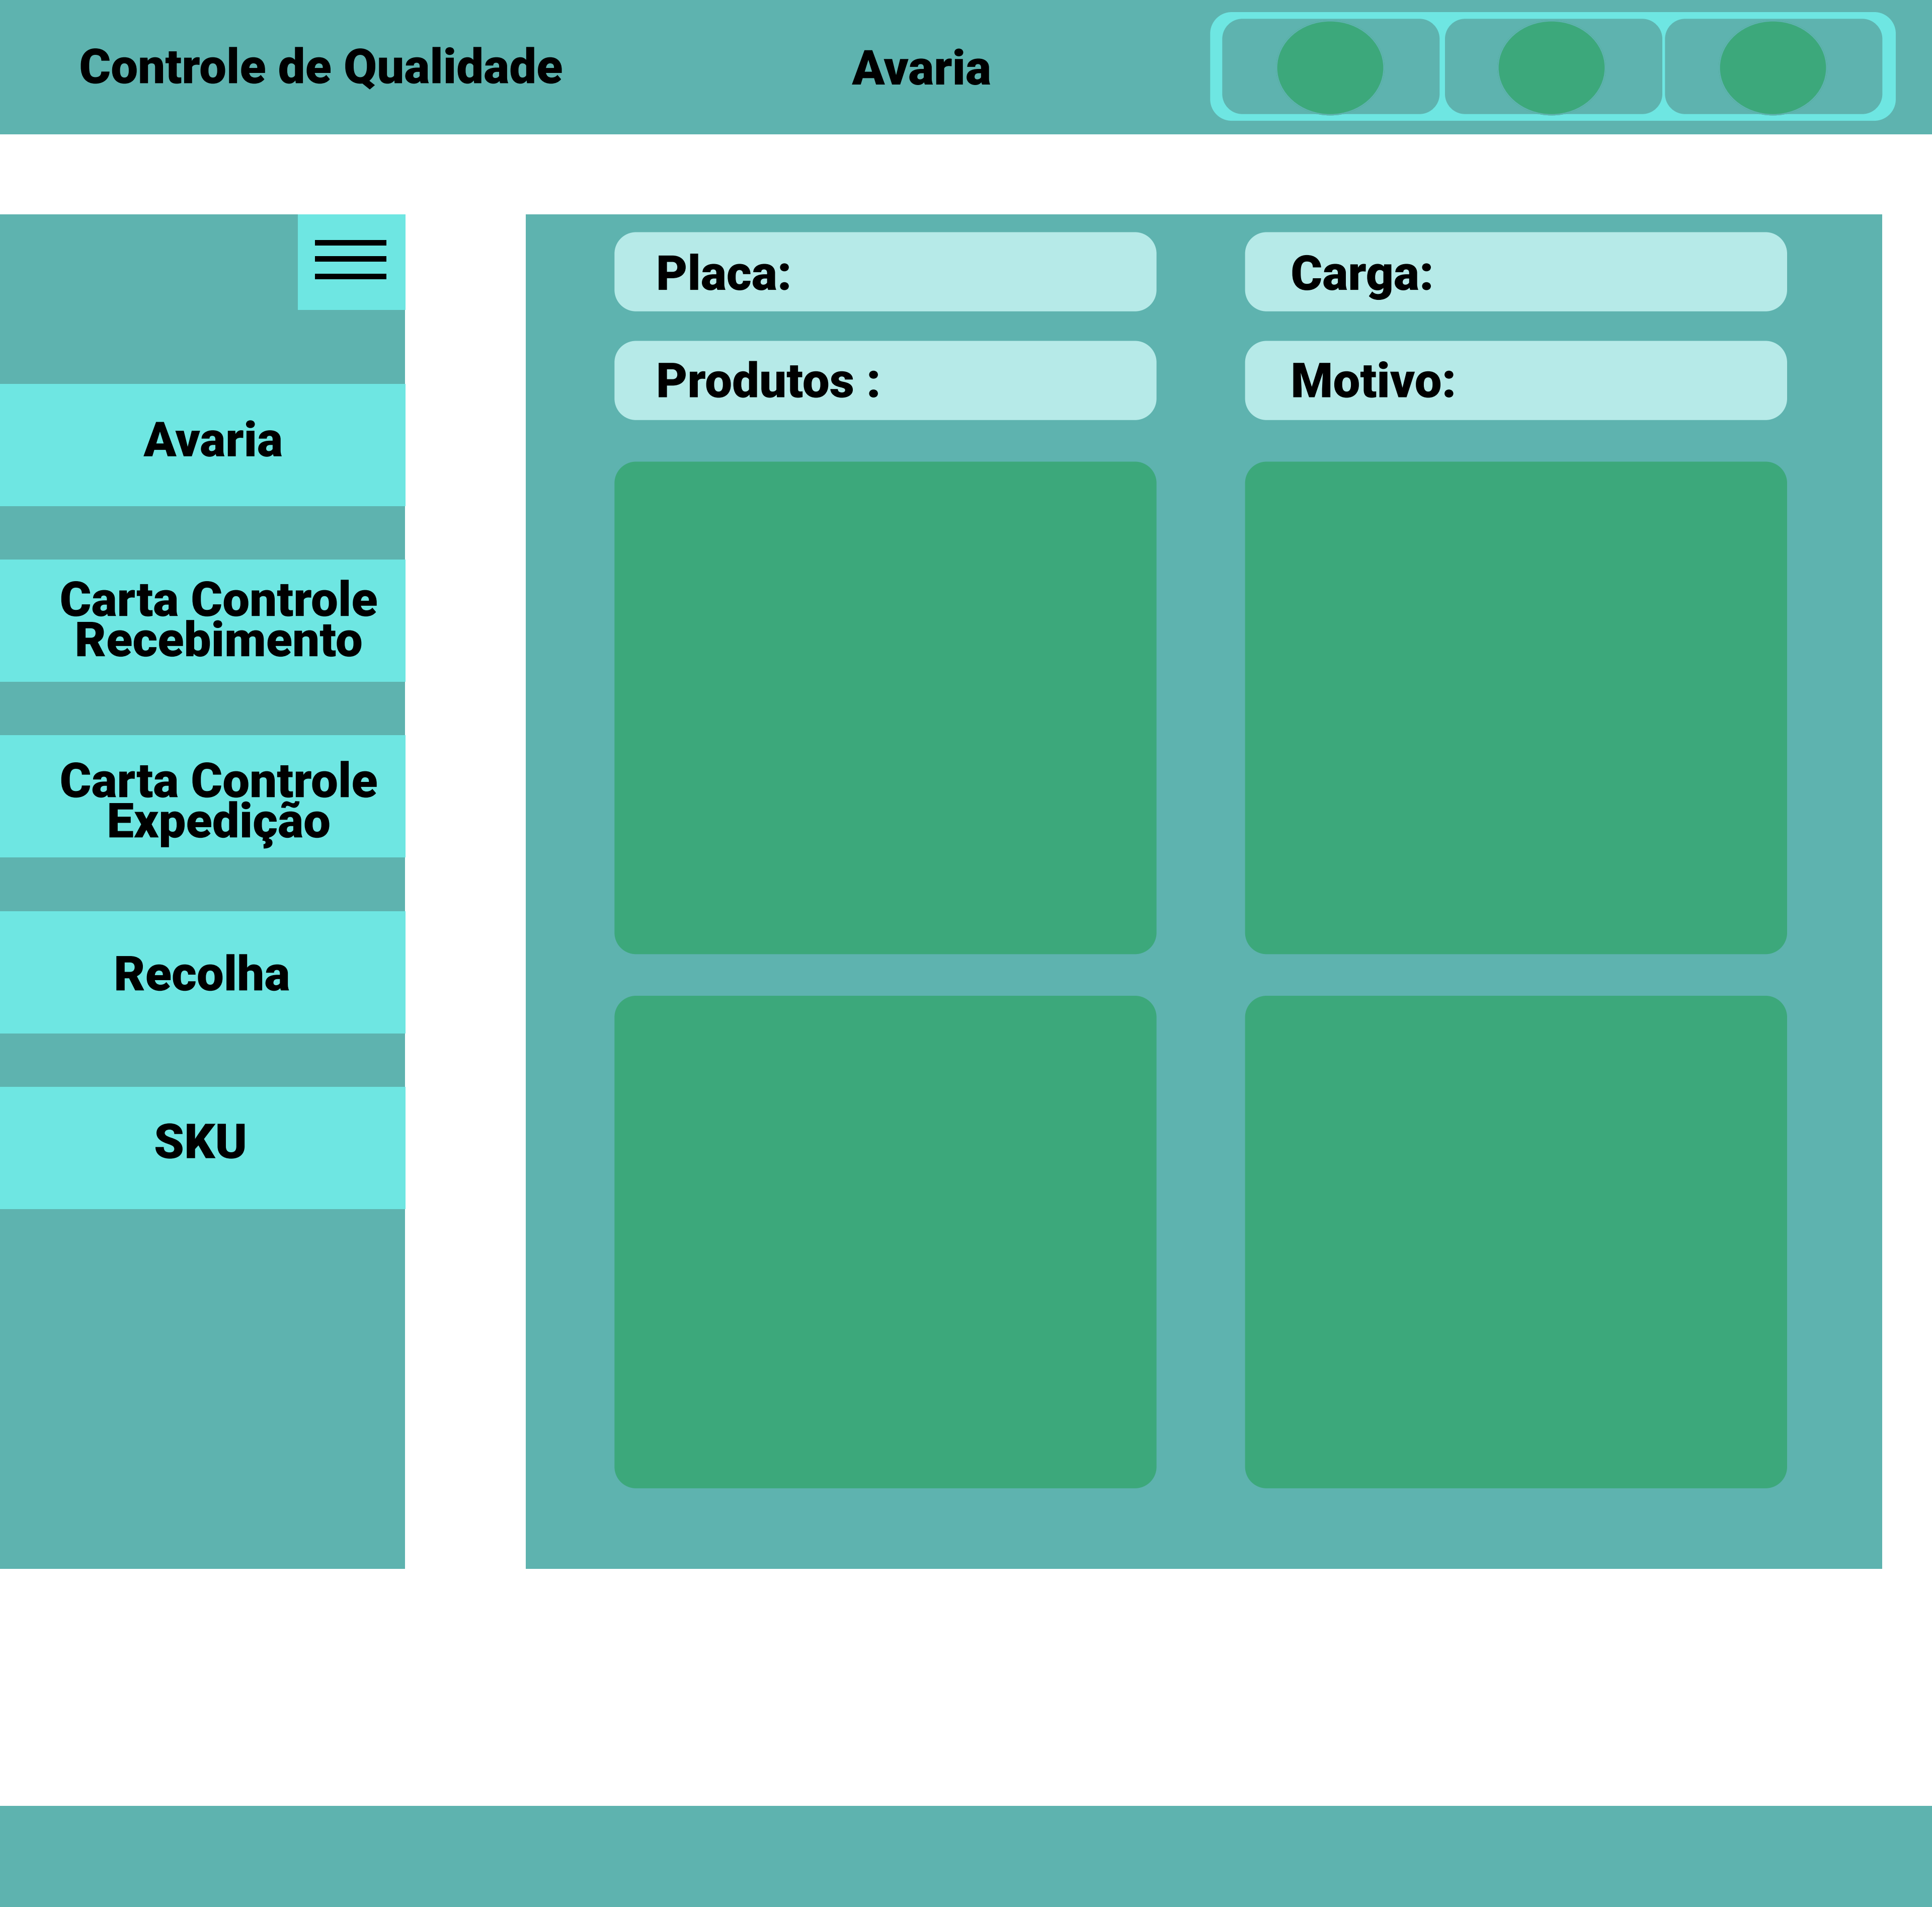 Controle de Qualidade
Avaria
Placa:
Carga:
Produtos :
Motivo:
Avaria
Carta Controle
Recebimento
Carta Controle
Expedição
Recolha
SKU